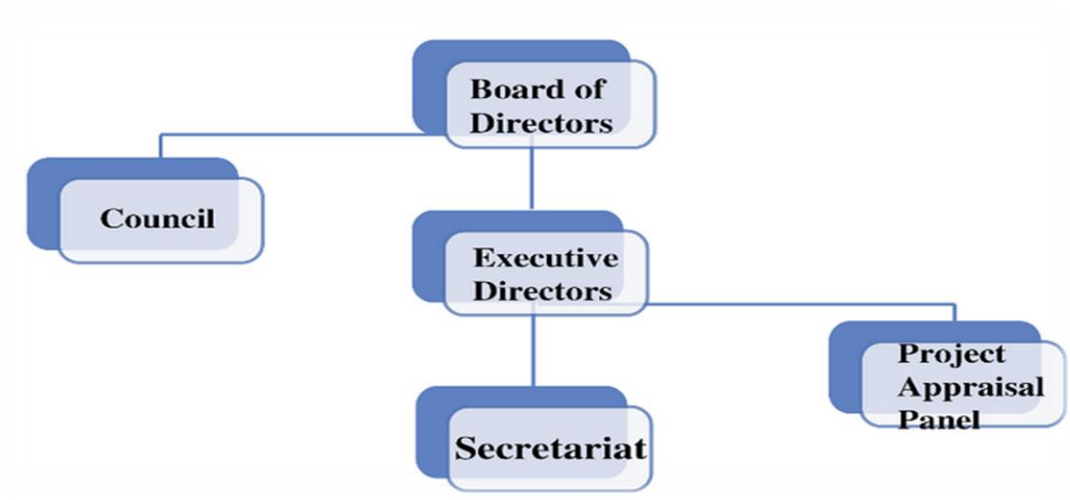 Board of
Directors
Council
Executive
Directors
Project
Appraisal
Panel
Secretariat